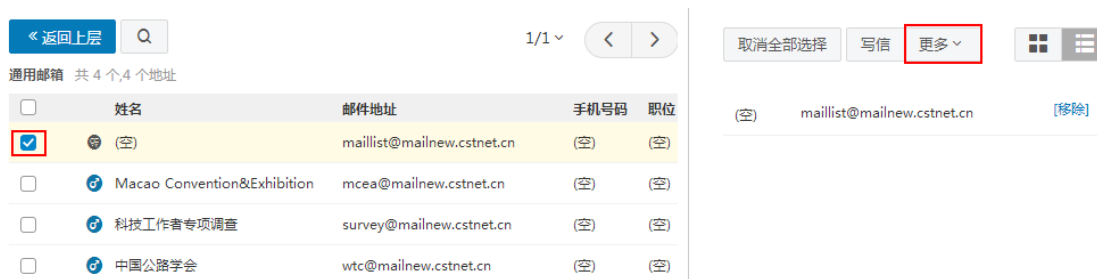 «返回上层
1/1
通用邮箱 共 4 个,4 个地址
姓名 邮件地址 手机号码 职位
(空) maillist@mailnew.cstnet.cn (空) (空)
Macao Convention&Exhibition mcea@mailnew.cstnet.cn (空) (空)
科技工作者专项调查 survey@mailnew.cstnet.cn (空) (空)
中国公路学会 wtc@mailnew.cstnet.cn (空) (空)
取消全部选择 写信 更多
(空) maillist@mailnew.cstnet.cn [移除]